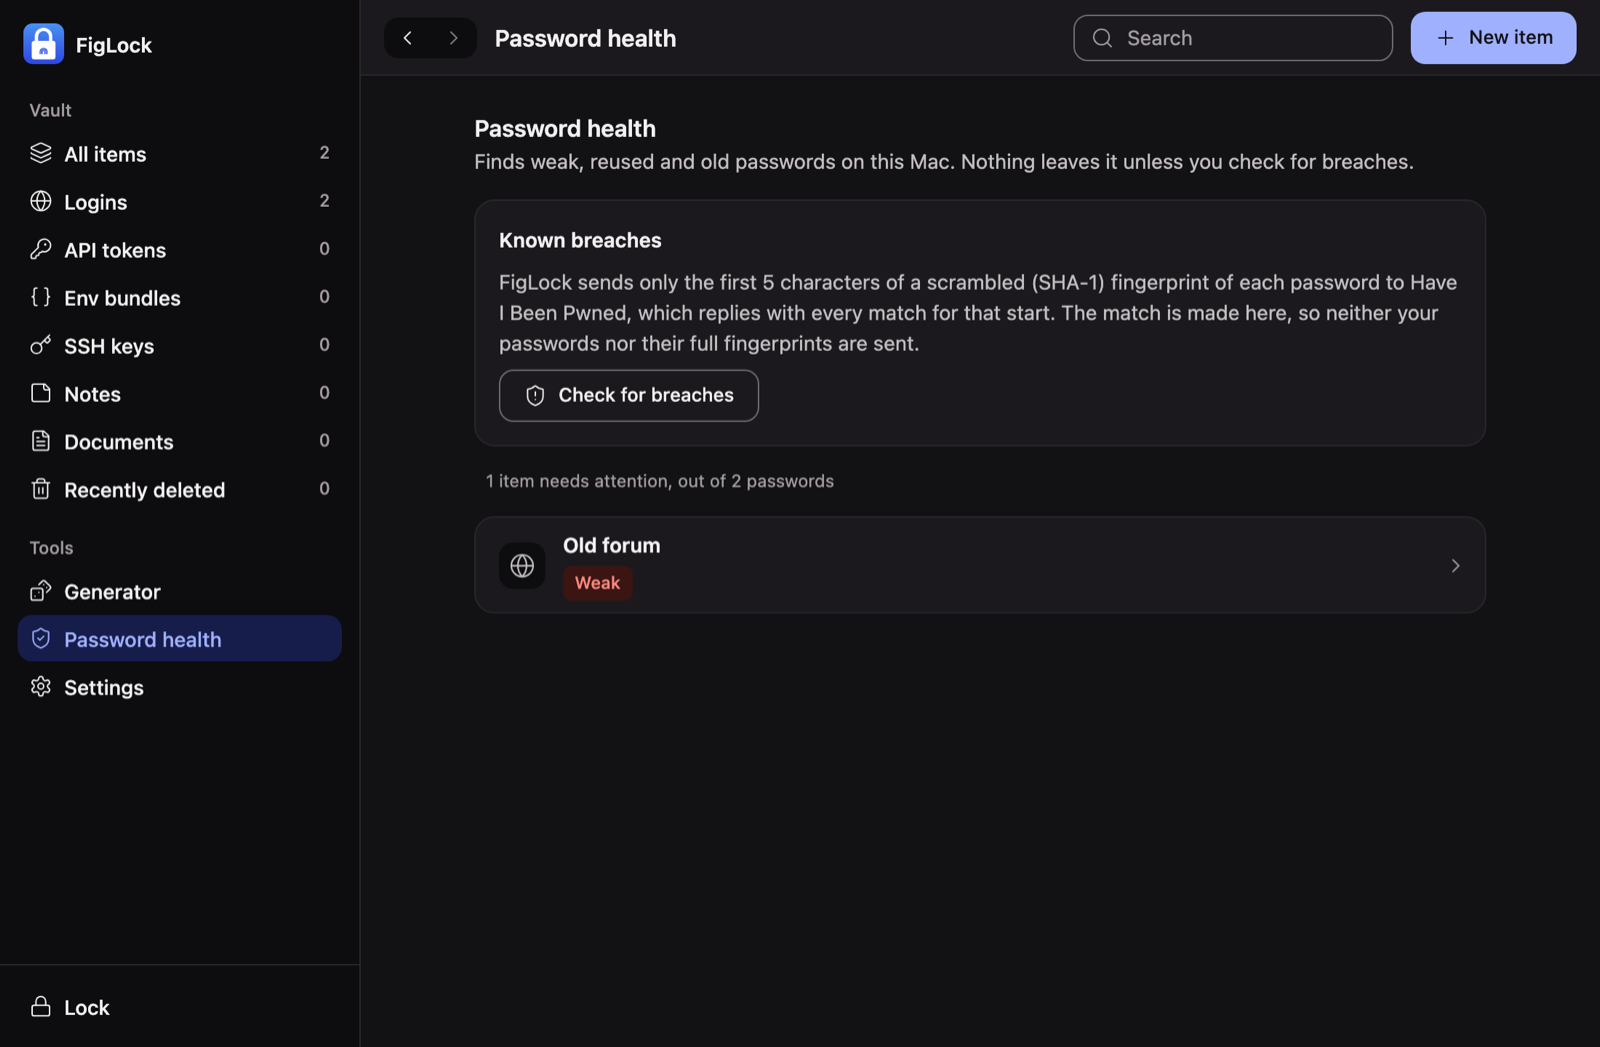 FigLock
Vault
All items 2
Logins 2
API tokens 0
Env bundles 0
SSH keys 0
Notes 0
Documents 0
Recently deleted 0
Tools
Generator
Password health
Settings
Lock
Password health
Search
New item
Password health
Finds weak, reused and old passwords on this Mac. Nothing leaves it unless you check for breaches.
Known breaches
FigLock sends only the first 5 characters of a scrambled (SHA-1) fingerprint of each password to Have
I Been Pwned, which replies with every match for that start. The match is made here, so neither your
passwords nor their full fingerprints are sent.
Check for breaches
1 item needs attention, out of 2 passwords
Old forum
Weak